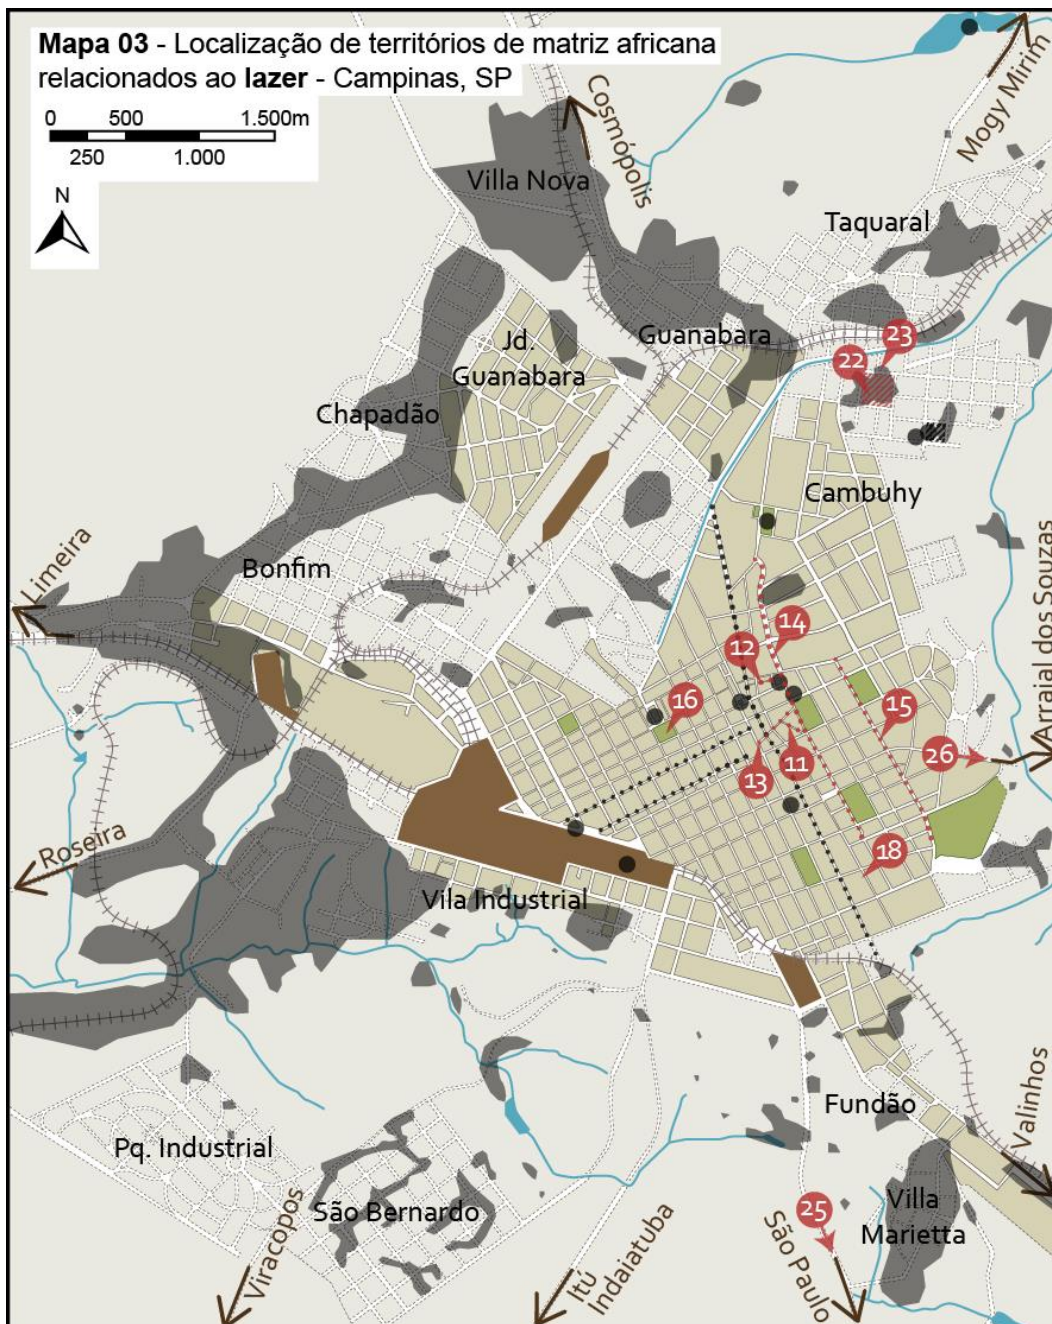 Mapa 03 - Localização de territórios de matriz africana
relacionados ao lazer - Campinas, SP
0 500 1.500m
250 1.000
N
Cosmópolis
Mogy Mirim
Villa Nova
Taquaral
Guanabara
23
22
Jd.
Guanabara
Chapadão
Cambuhy
Limeira
Bonfim
Arraial dos Souzas
14
12
16
15
26
13
11
Roseira
18
Vila Industrial
Fundão
Valinhos
Pq. Industrial
São Bernardo
Villa
Marietta
25
Viracopos
Itú
Indaiatuba
São Paulo